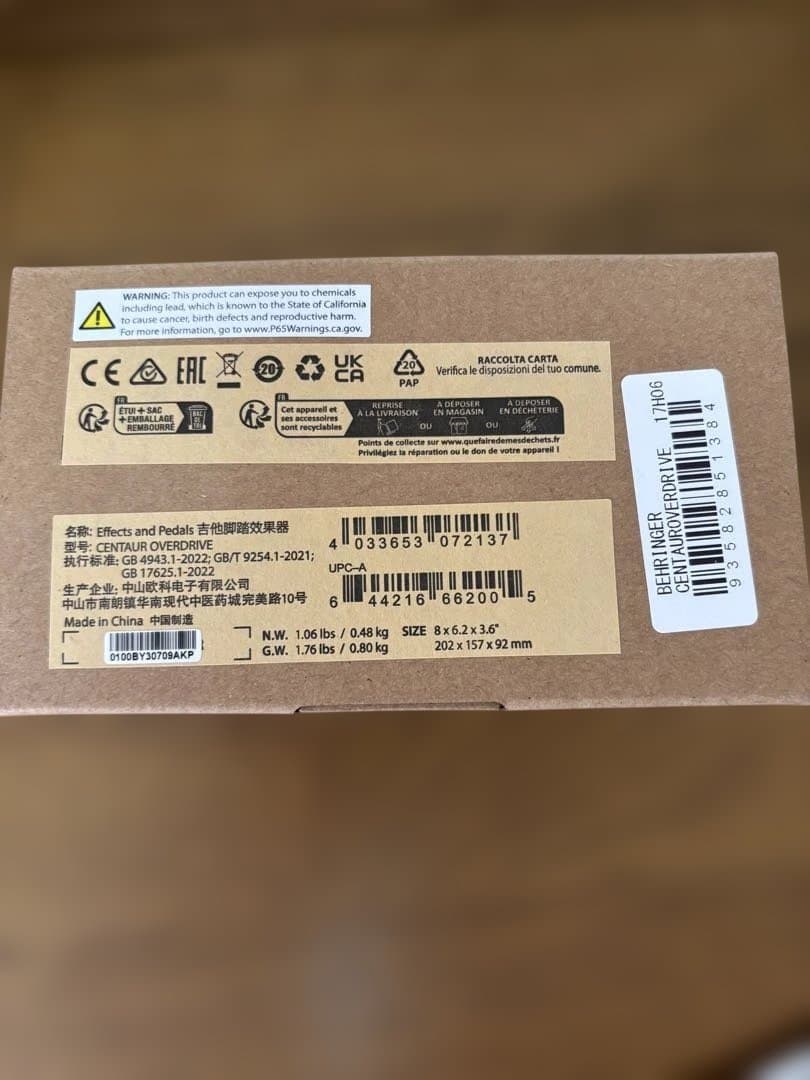 WARNING: This product can expose you to chemicals
including lead, which is known to the State of California
to cause cancer, birth defects and reproductive harm.
For more information, go to www.P65Warnings.ca.gov.
CE
EAC
20
UK
CA
20
PAP
RACCOLTA CARTA
Verifica le disposizioni del tuo comune.
FR
ÉTUI + SAC
+ EMBALLAGE
REMBOURRÉ
BAC
DE
TRI
FR
Cet appareil et
ses accessoires
sont recyclables
REPRISE
À LA LIVRAISON
OU
À DÉPOSER
EN MAGASIN
OU
À DÉPOSER
EN DÉCHÈTERIE
Points de collecte sur www.quefairedemesdechets.fr
Privilégiez la réparation ou le don de votre appareil !
名称: Effects and Pedals 吉他脚踏效果器
型号: CENTAUR OVERDRIVE
执行标准: GB 4943.1-2022; GB/T 9254.1-2021;
GB 17625.1-2022
生产企业: 中山欧科电子有限公司
中山市南朗镇华南现代中医药城完美路10号
Made in China 中国制造
0100BY30709AKP
4 033653 072137
UPC-A
6 44216 66200 5
N.W. 1.06 lbs / 0.48 kg SIZE 8 x 6.2 x 3.6"
G.W. 1.76 lbs / 0.80 kg 202 x 157 x 92 mm
BEHRINGER
CENTAUROVERDRIVE 17H06
93582851384